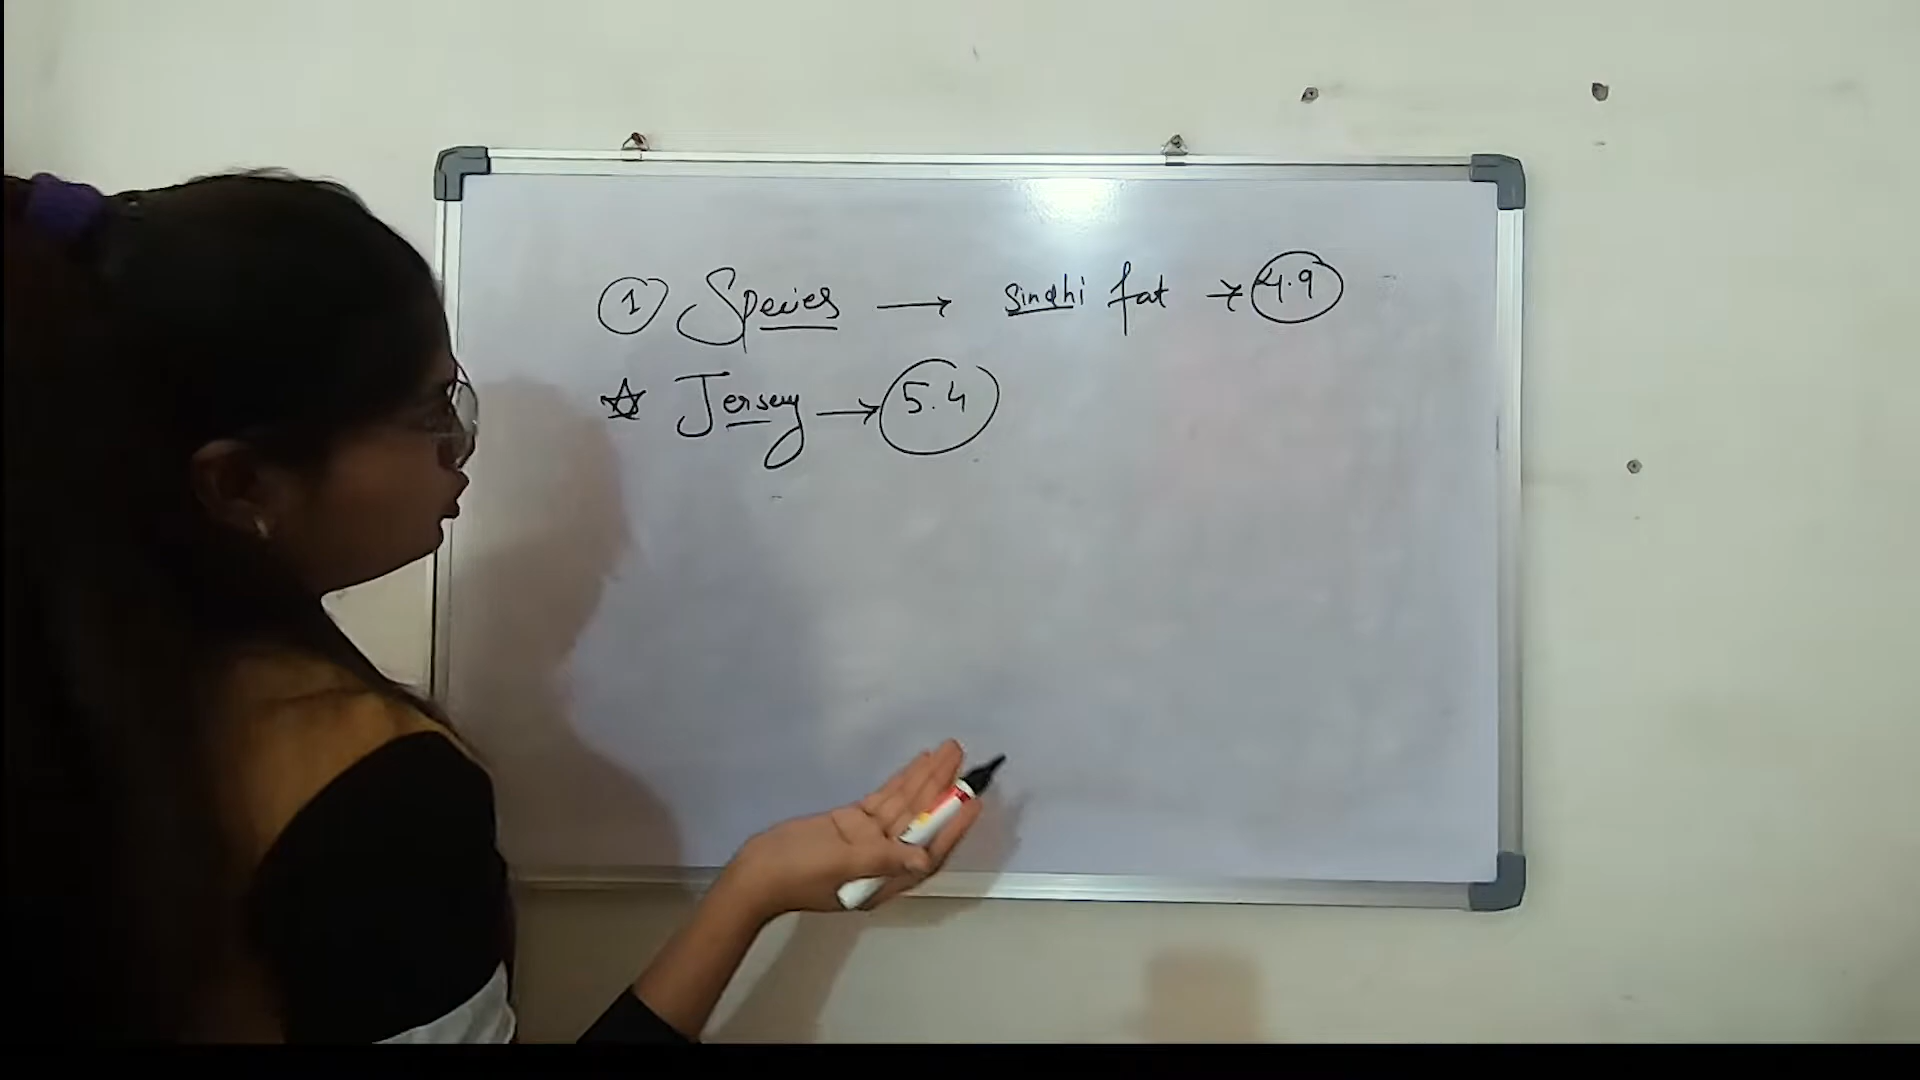 ① Species → Sindhi fat → 4.9
☆ Jersey → 5.4